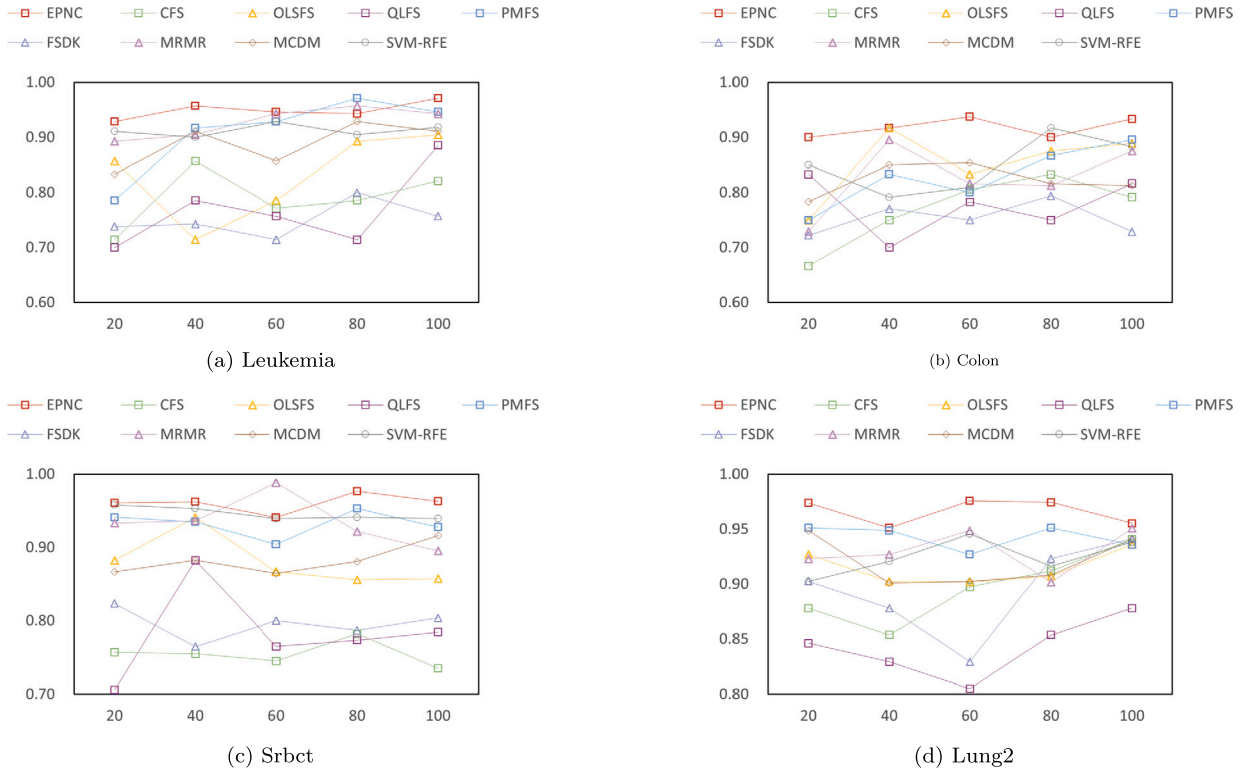 EPNC CFS OLSFS QLFS PMFS
FSDK MRMR MCDM SVM-RFE
1.00
0.90
0.80
0.70
0.60
20 40 60 80 100
(a) Leukemia
EPNC CFS OLSFS QLFS PMFS
FSDK MRMR MCDM SVM-RFE
1.00
0.90
0.80
0.70
0.60
20 40 60 80 100
(b) Colon
EPNC CFS OLSFS QLFS PMFS
FSDK MRMR MCDM SVM-RFE
1.00
0.90
0.80
0.70
20 40 60 80 100
(c) Srbct
EPNC CFS OLSFS QLFS PMFS
FSDK MRMR MCDM SVM-RFE
1.00
0.95
0.90
0.85
0.80
20 40 60 80 100
(d) Lung2